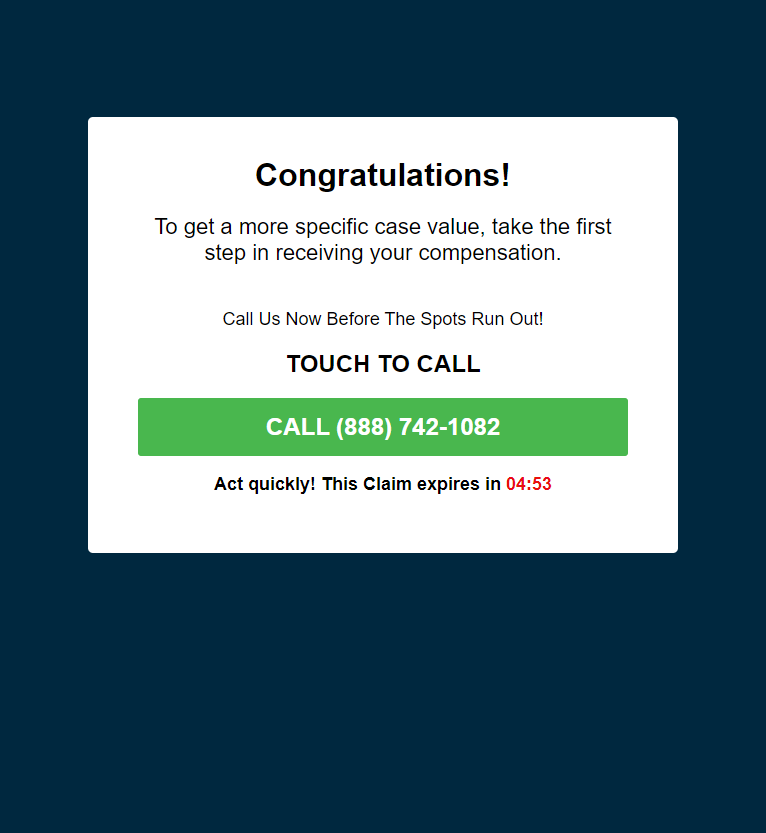 Congratulations!
To get a more specific case value, take the first
step in receiving your compensation.
Call Us Now Before The Spots Run Out!
TOUCH TO CALL
CALL (888) 742-1082
Act quickly! This Claim expires in 04:53